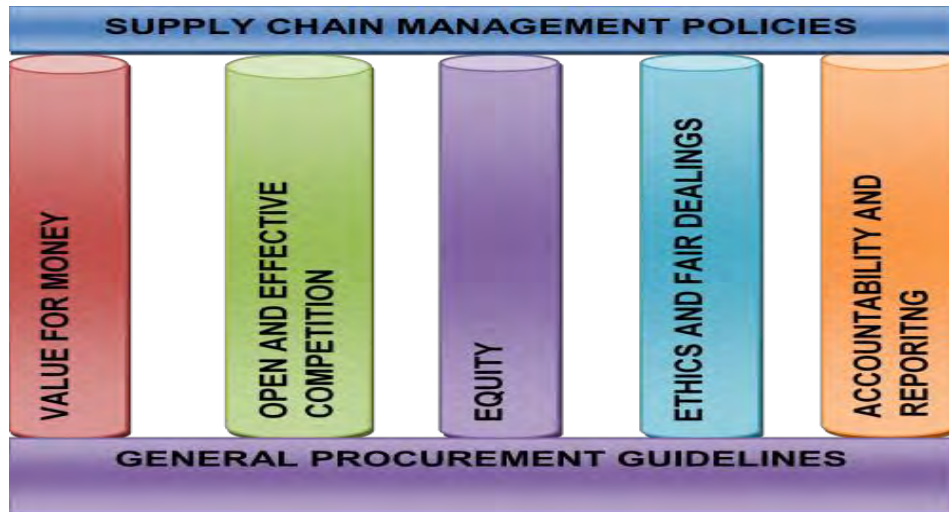 SUPPLY CHAIN MANAGEMENT POLICIES
VALUE FOR MONEY
OPEN AND EFFECTIVE
COMPETITION
EQUITY
ETHICS AND FAIR DEALINGS
ACCOUNTABILITY AND
REPORITNG
GENERAL PROCUREMENT GUIDELINES